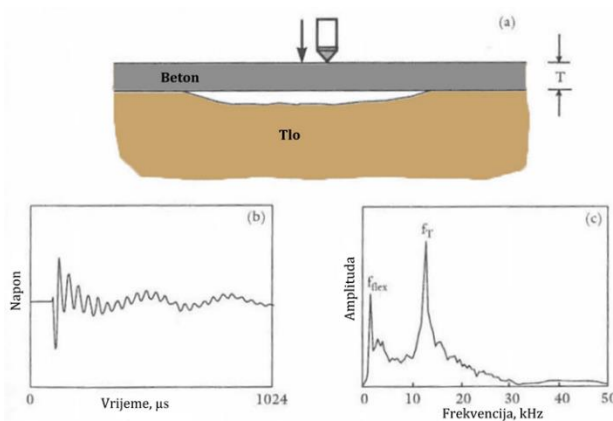 (a)
Beton
T
Tlo
(b)
Napon
0
Vrijeme, µs
1024
(c)
Amplituda
f_T
f_flex
0
10
20
30
40
50
Frekvencija, kHz